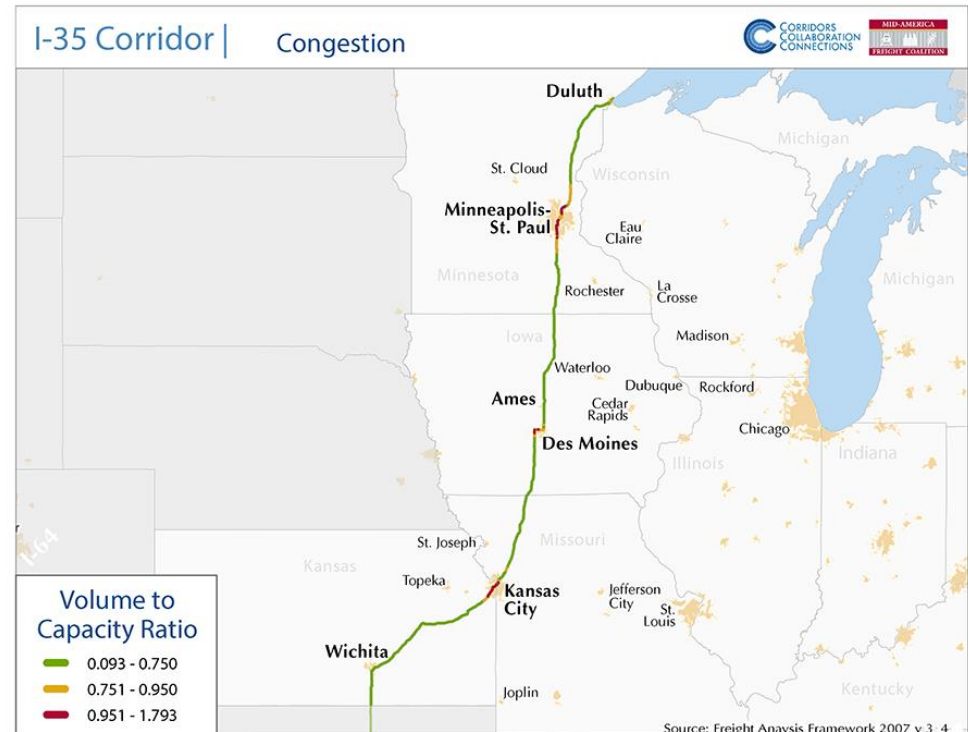 I-35 Corridor | Congestion
CORRIDORS
COLLABORATION
CONNECTIONS
MID-AMERICA
FREIGHT COALITION
Duluth
Michigan
St. Cloud
Wisconsin
Minneapolis-
St. Paul
Eau
Claire
Minnesota
Michigan
Rochester
La
Crosse
Iowa
Madison
Waterloo
Dubuque
Rockford
Ames
Cedar
Rapids
Chicago
Des Moines
Illinois
Indiana
I-64
St. Joseph
Missouri
Kansas
Topeka
Kansas
City
Jefferson
City
St.
Louis
Wichita
Joplin
Kentucky
Volume to
Capacity Ratio
0.093 - 0.750
0.751 - 0.950
0.951 - 1.793
Source: Freight Anaysis Framework 2007 v 3 4